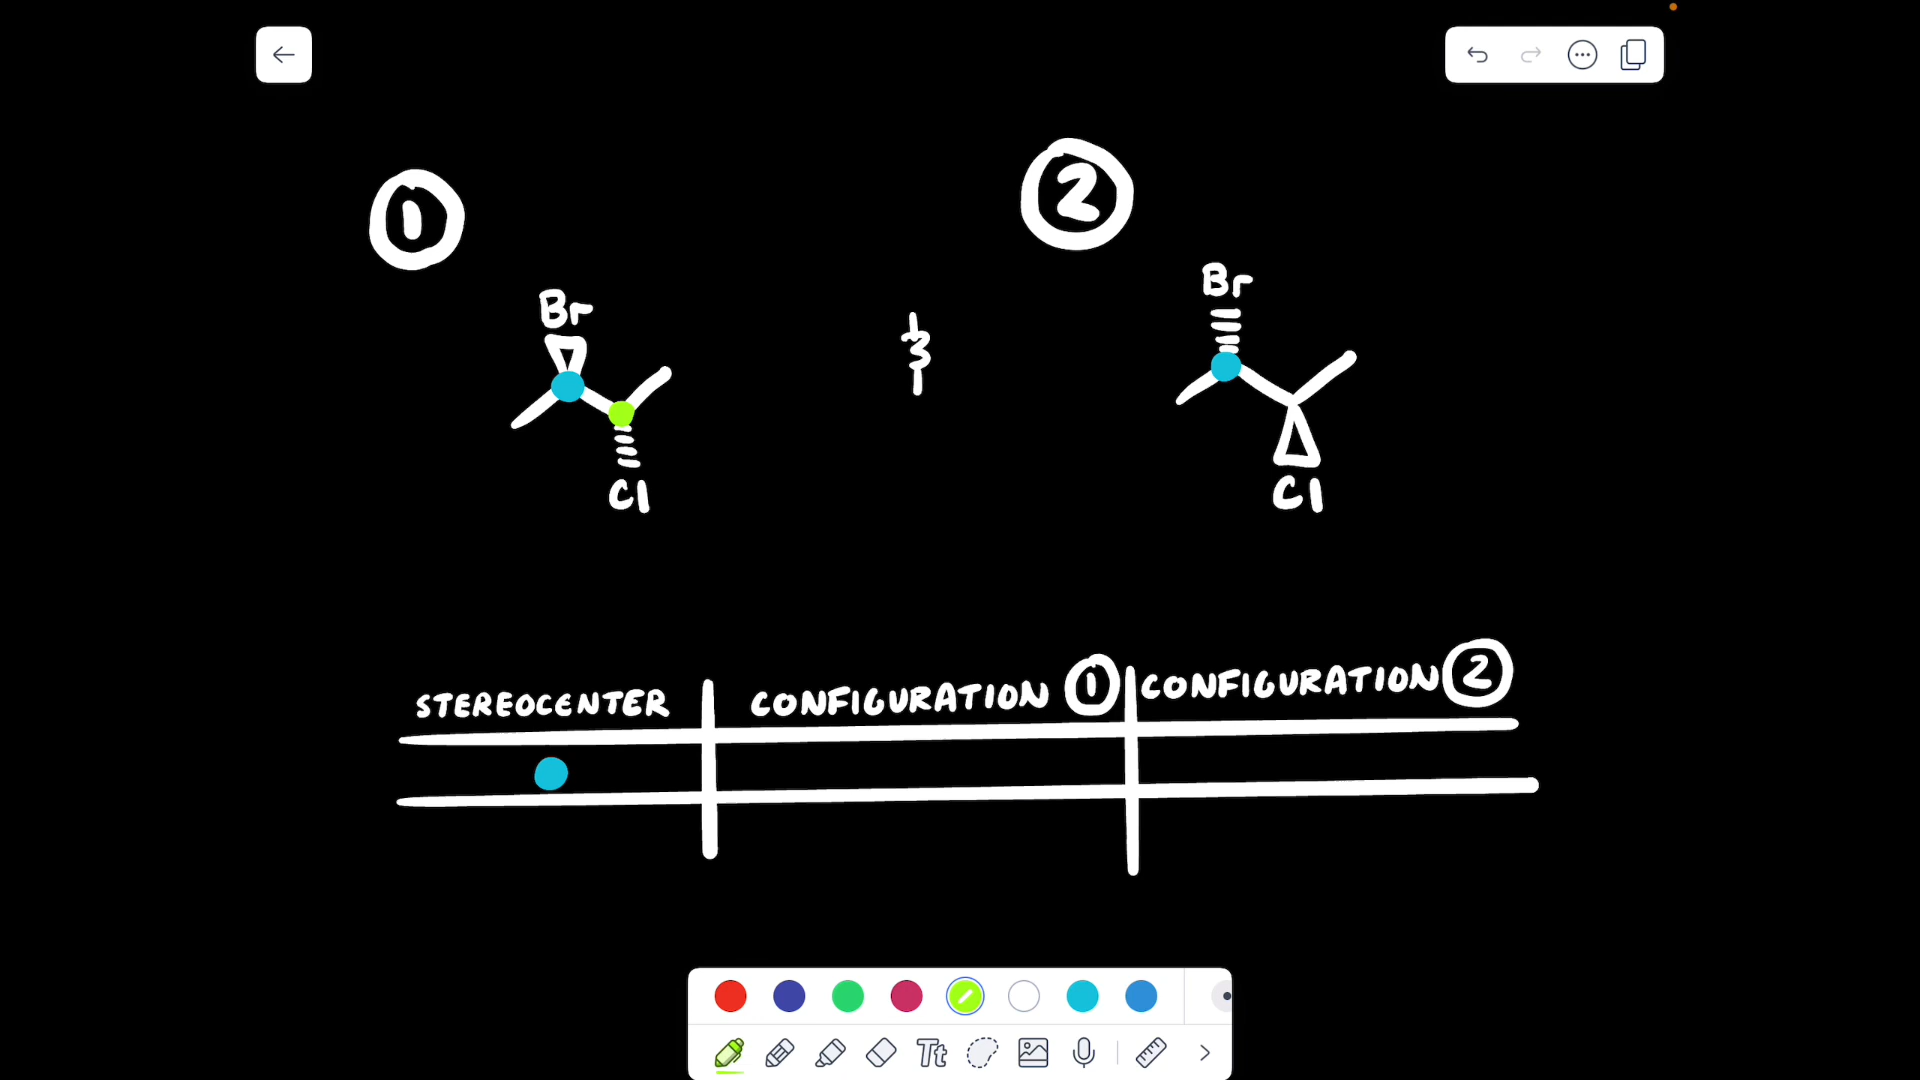 1
2
Br
Br
&
Cl
Cl
STEREOCENTER CONFIGURATION 1 CONFIGURATION 2
Tt